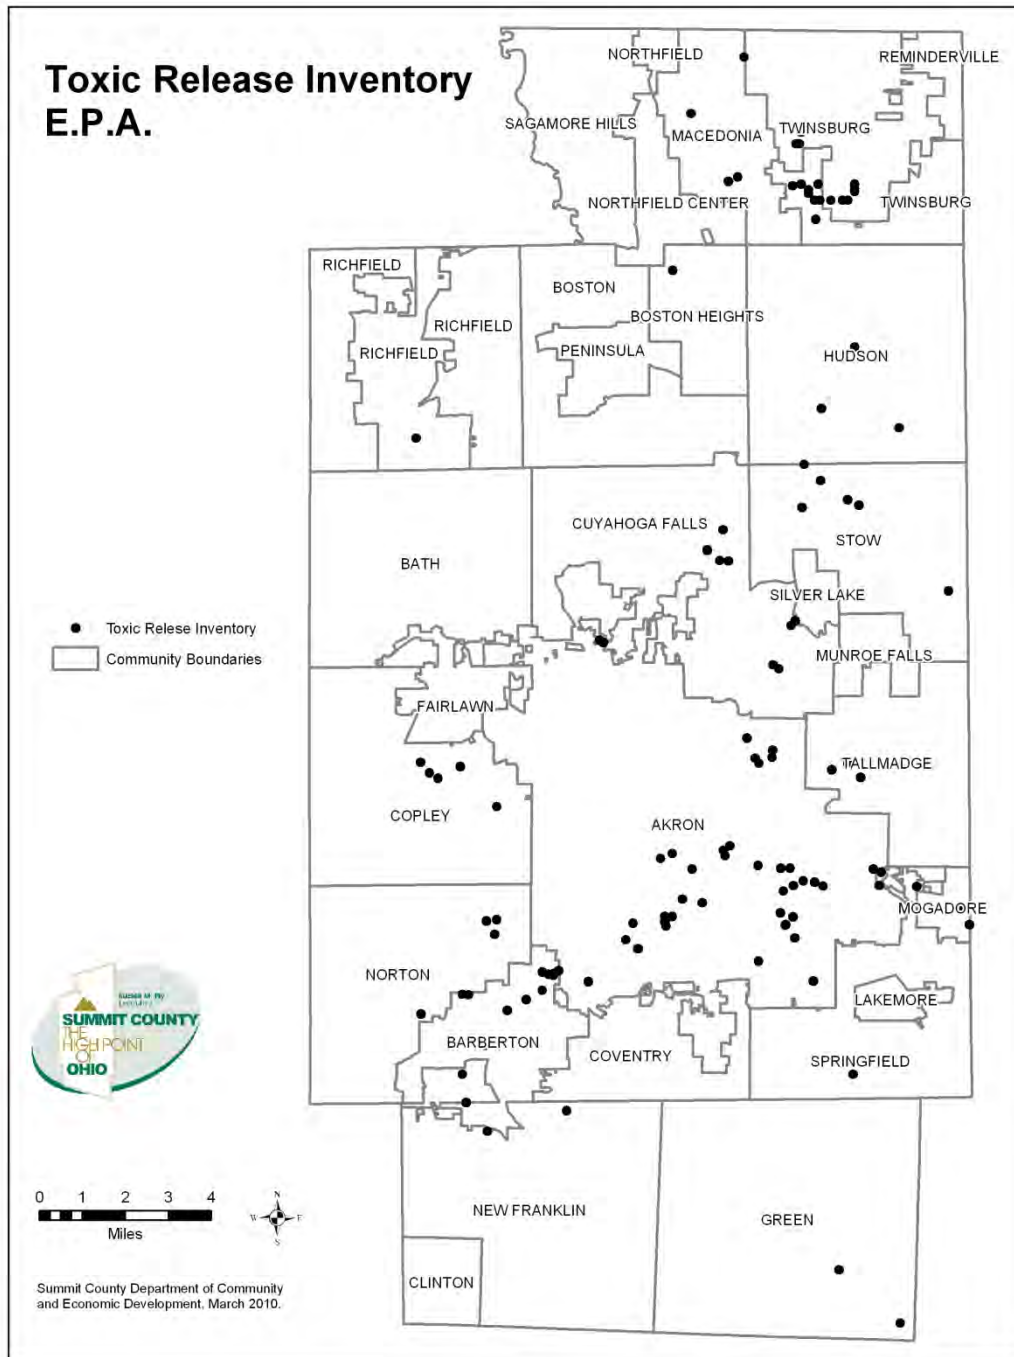 Toxic Release Inventory
E.P.A.
NORTHFIELD
REMINDERVILLE
SAGAMORE HILLS
MACEDONIA
TWINSBURG
NORTHFIELD CENTER
TWINSBURG
RICHFIELD
BOSTON
RICHFIELD
BOSTON HEIGHTS
RICHFIELD
PENINSULA
HUDSON
CUYAHOGA FALLS
STOW
BATH
SILVER LAKE
Toxic Relese Inventory
Community Boundaries
MUNROE FALLS
FAIRLAWN
TALLMADGE
COPLEY
AKRON
MOGADORE
NORTON
LAKEMORE
SUMMIT COUNTY
THE
HIGH POINT
OF
OHIO
BARBERTON
COVENTRY
SPRINGFIELD
0 1 2 3 4
Miles
N
W E
S
NEW FRANKLIN
GREEN
CLINTON
Summit County Department of Community
and Economic Development, March 2010.